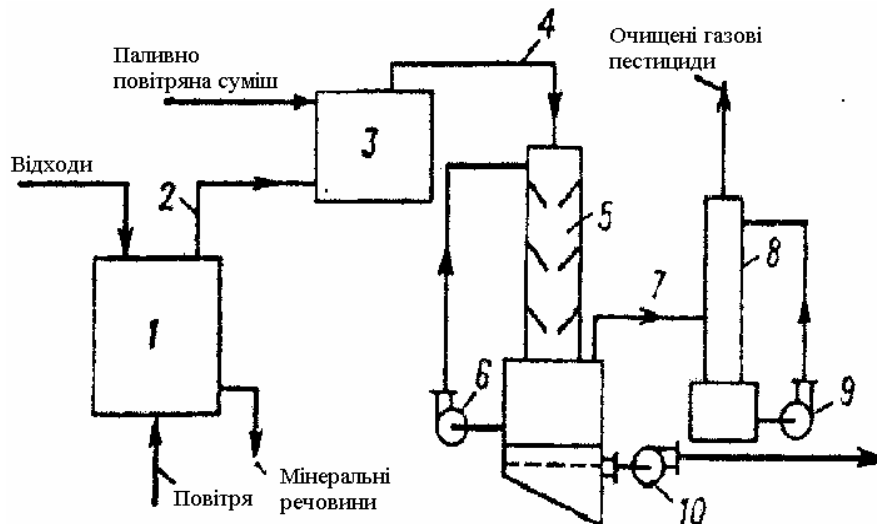 Паливно
повітряна суміш
4
Очищені газові
пестициди
3
Відходи
2
5
8
7
1
6
9
Мінеральні
речовини
Повітря
10